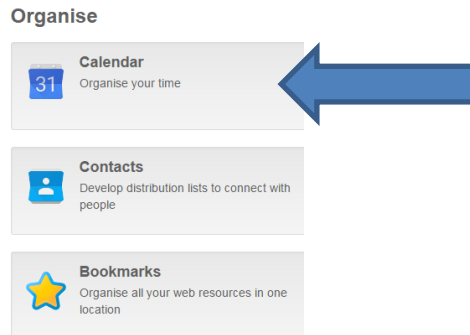 Organise
Calendar
31
Organise your time
Contacts
Develop distribution lists to connect with
people
Bookmarks
Organise all your web resources in one
location